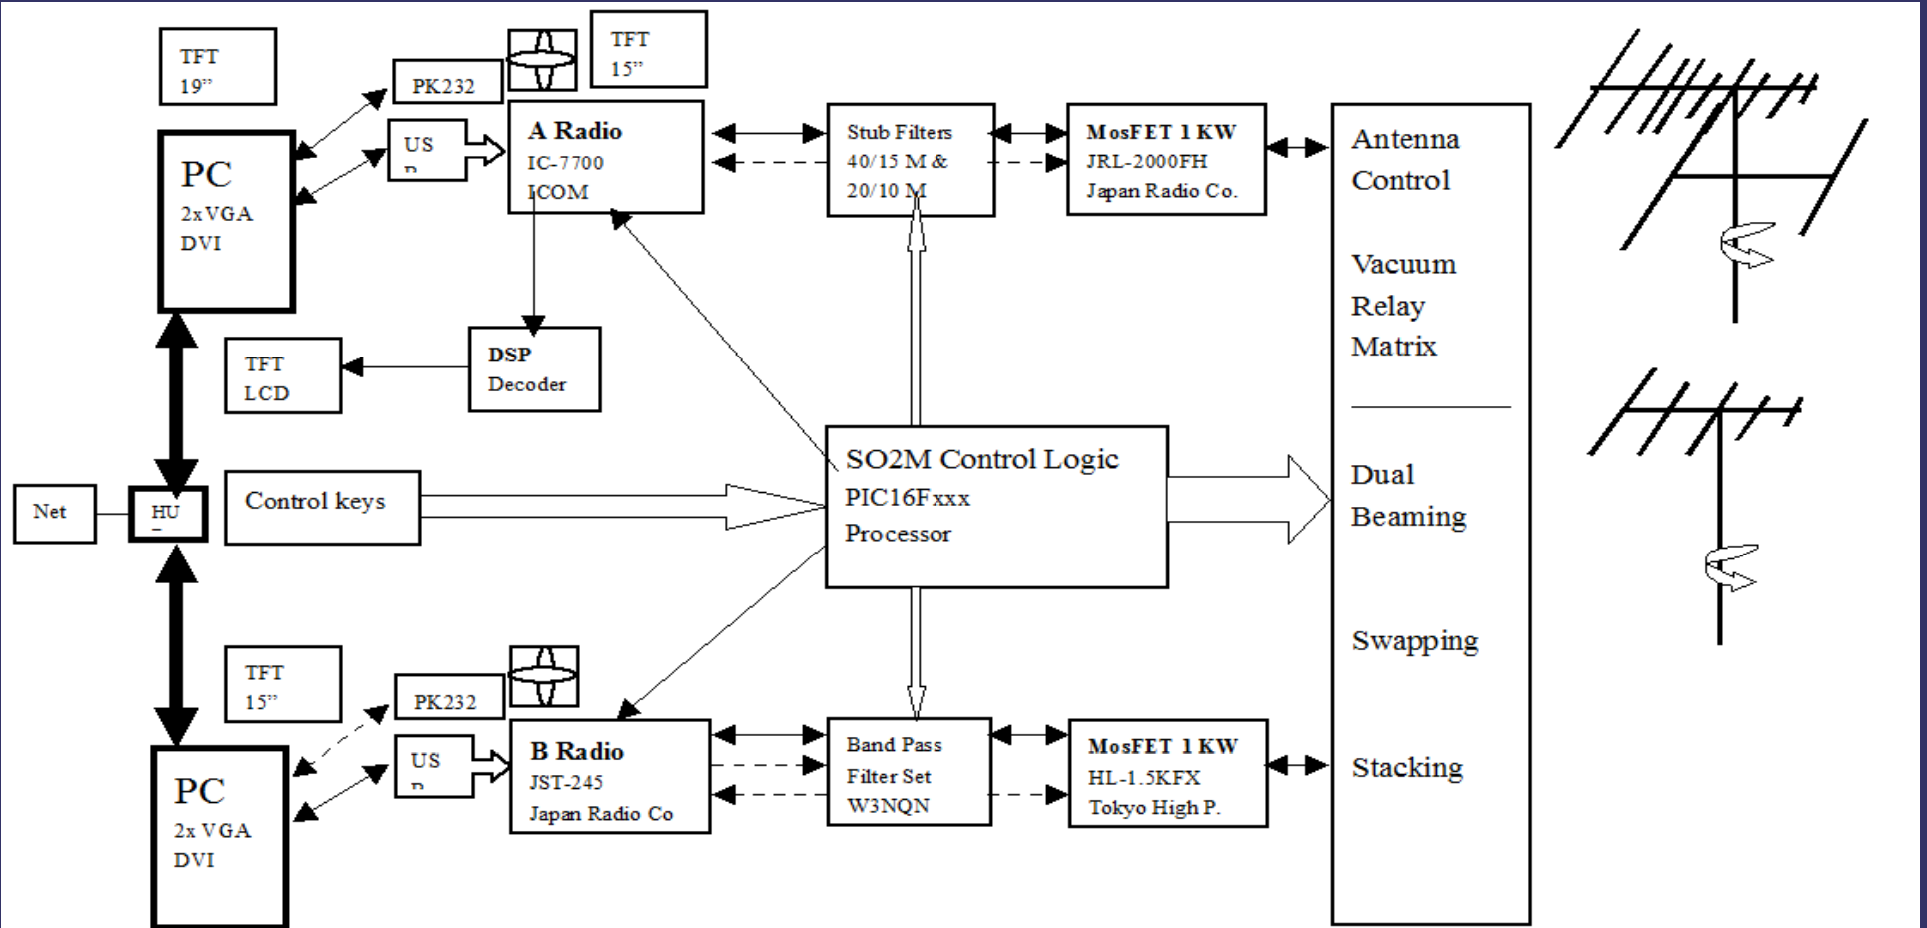 TFT
19”
PK232
TFT
15”
PC
2xVGA
DVI
US
A Radio
IC-7700
ICOM
Stub Filters
40/15 M &
20/10 M
MosFET 1 KW
JRL-2000FH
Japan Radio Co.
Antenna
Control
Vacuum
Relay
Matrix
Dual
Beaming
Swapping
Stacking
TFT
LCD
DSP
Decoder
Net
HU
Control keys
SO2M Control Logic
PIC16Fxxx
Processor
TFT
15”
PK232
PC
2x VGA
DVI
US
B Radio
JST-245
Japan Radio Co
Band Pass
Filter Set
W3NQN
MosFET 1 KW
HL-1.5KFX
Tokyo High P.